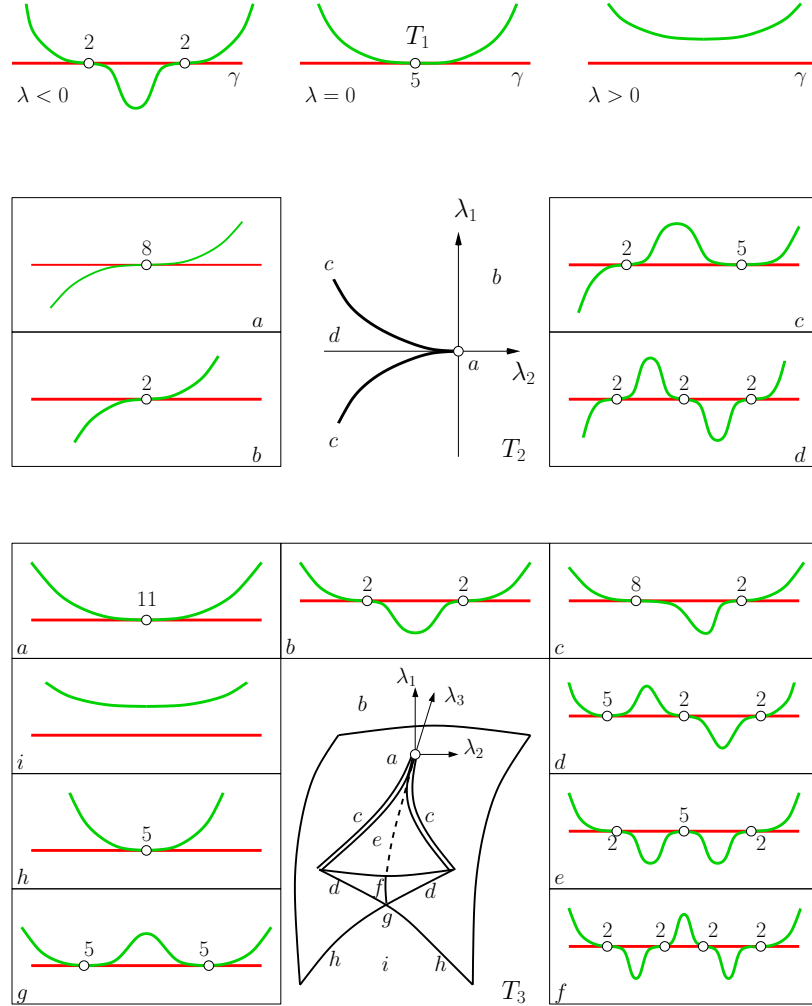 2 2 T₁
γ 5 γ γ
λ < 0 λ = 0 λ > 0
8 λ₁ 2 5
c b
a d a c
2 λ₂ 2 2 2
c
b T₂ d
11 2 2 8 2
a b c
b λ₁ λ₃ 5 2 2
a λ₂
i d
c c
5 e 2 5 2
h e
d f d
5 5 g 2 2 2 2
h i h
g T₃ f